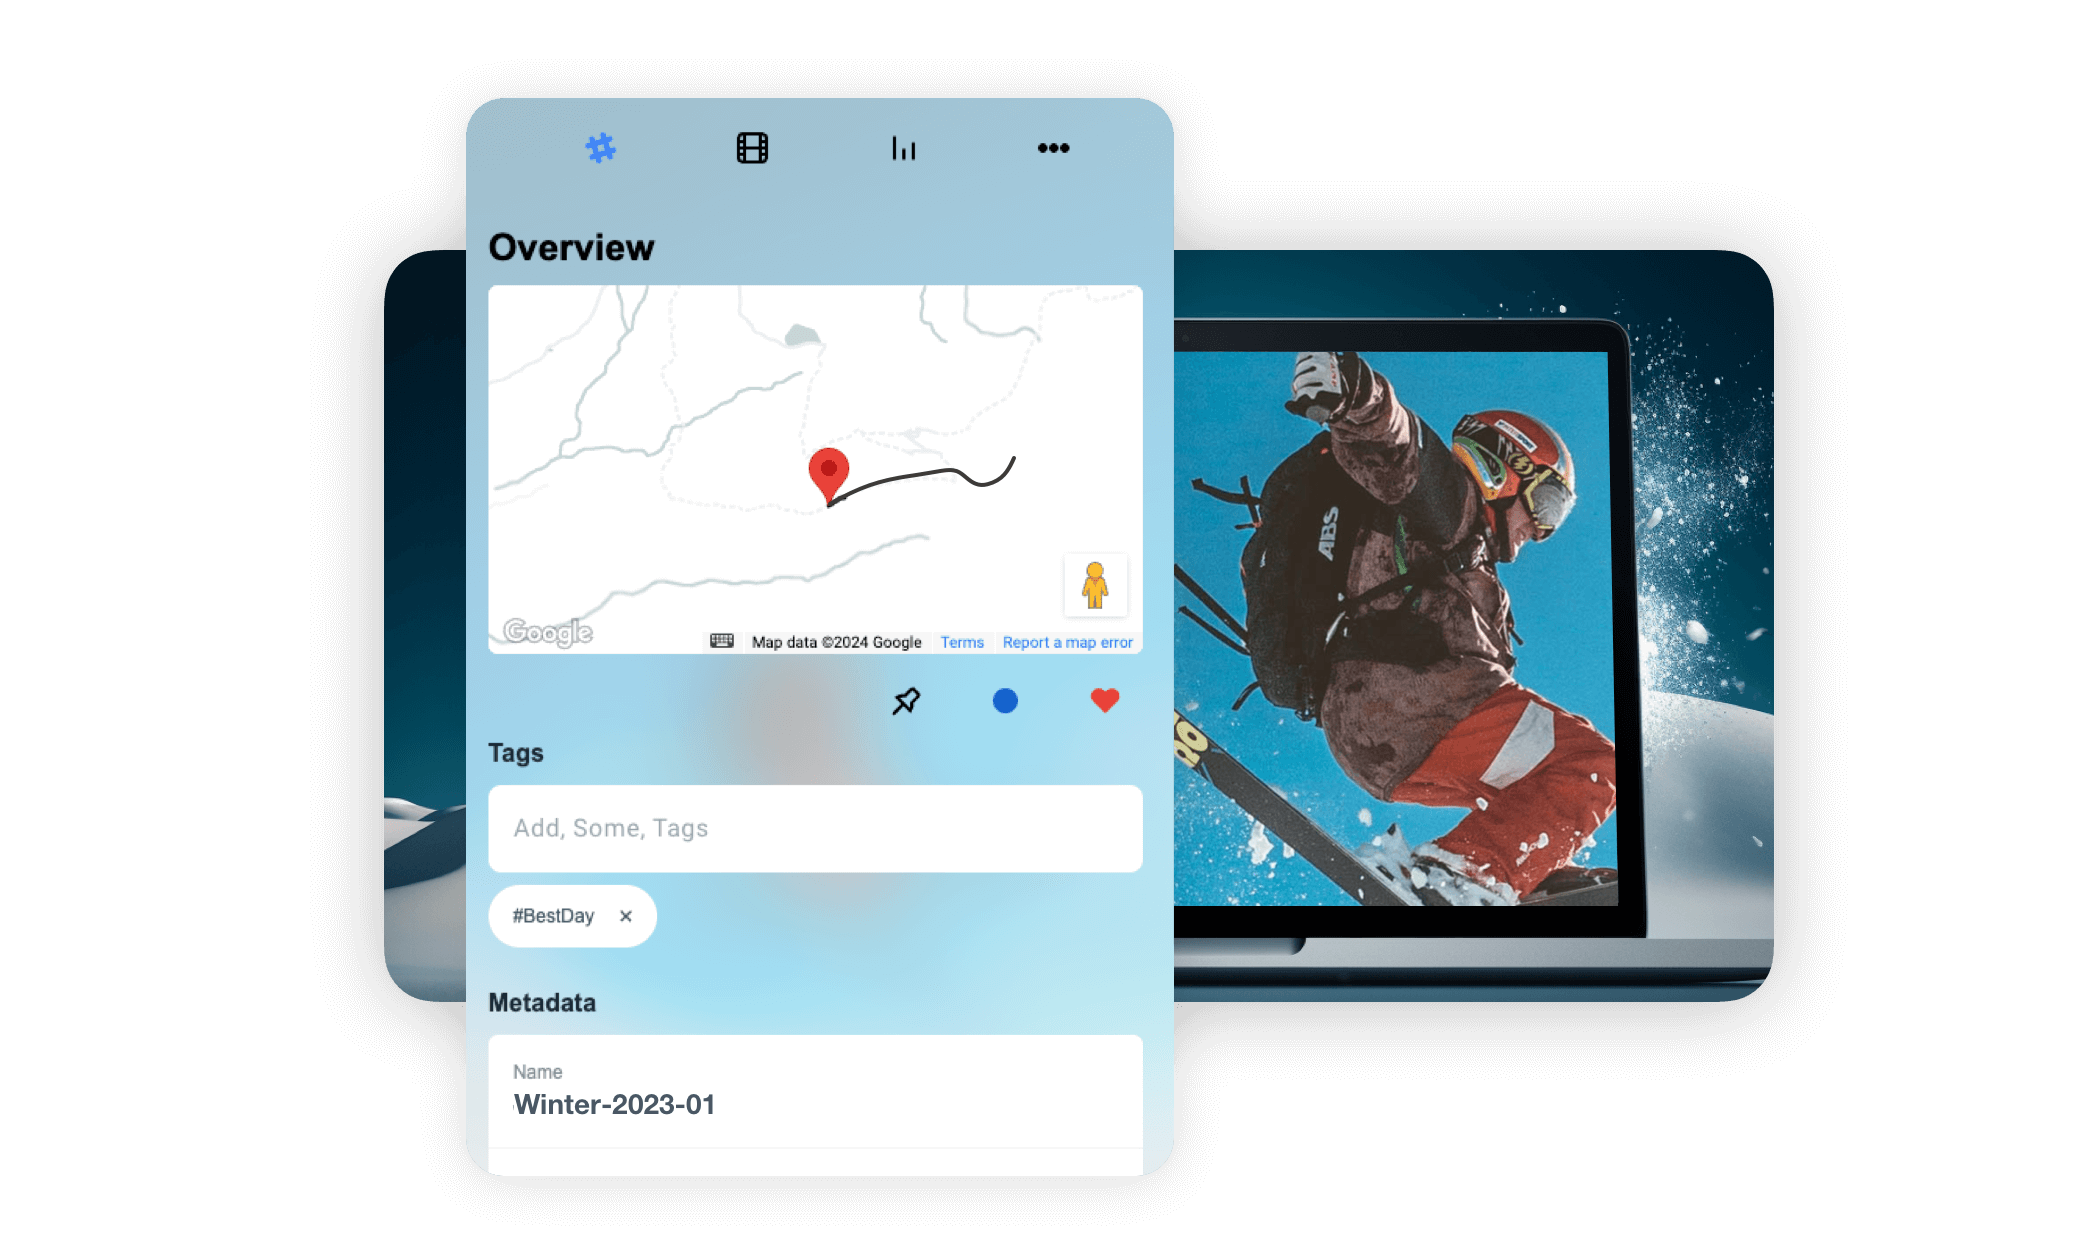 Overview
Google
Map data ©2024 Google Terms Report a map error
Tags
Add, Some, Tags
#BestDay
Metadata
Name
Winter-2023-01
ABS